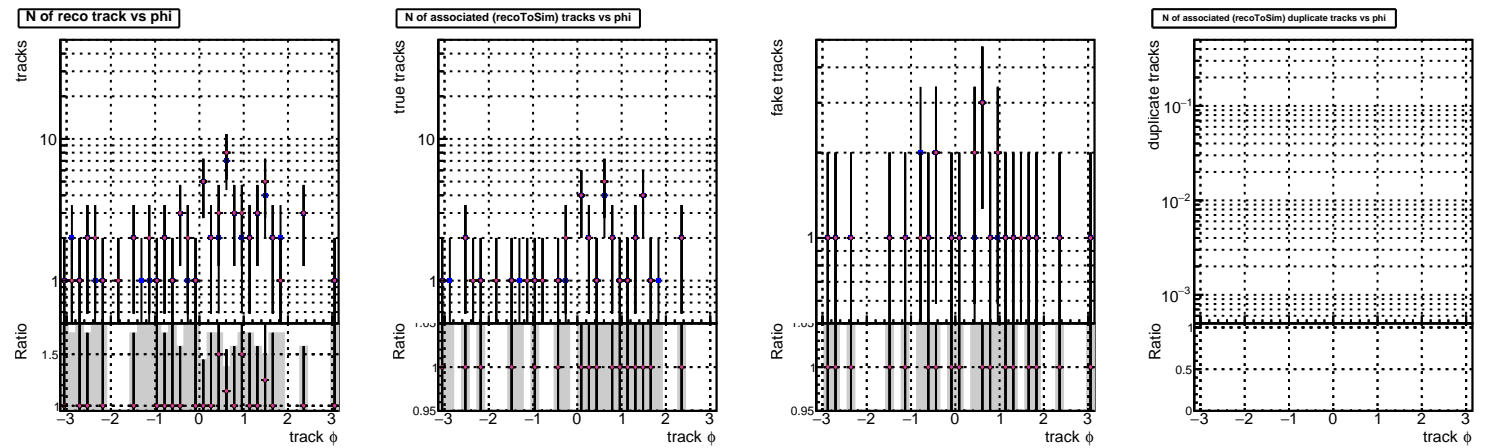 N of reco track vs phi
tracks
10
1
Ratio
1.5
1
−3 −2 −1 0 1 2 3
track ϕ
N of associated (recoToSim) tracks vs phi
true tracks
10
1
Ratio
1.05
1
0.95
−3 −2 −1 0 1 2 3
track ϕ
fake tracks
1
Ratio
1.05
1
0.95
−3 −2 −1 0 1 2 3
track ϕ
N of associated (recoToSim) duplicate tracks vs phi
duplicate tracks
10−1
10−2
10−3
Ratio
1
0.5
0
−3 −2 −1 0 1 2 3
track ϕ